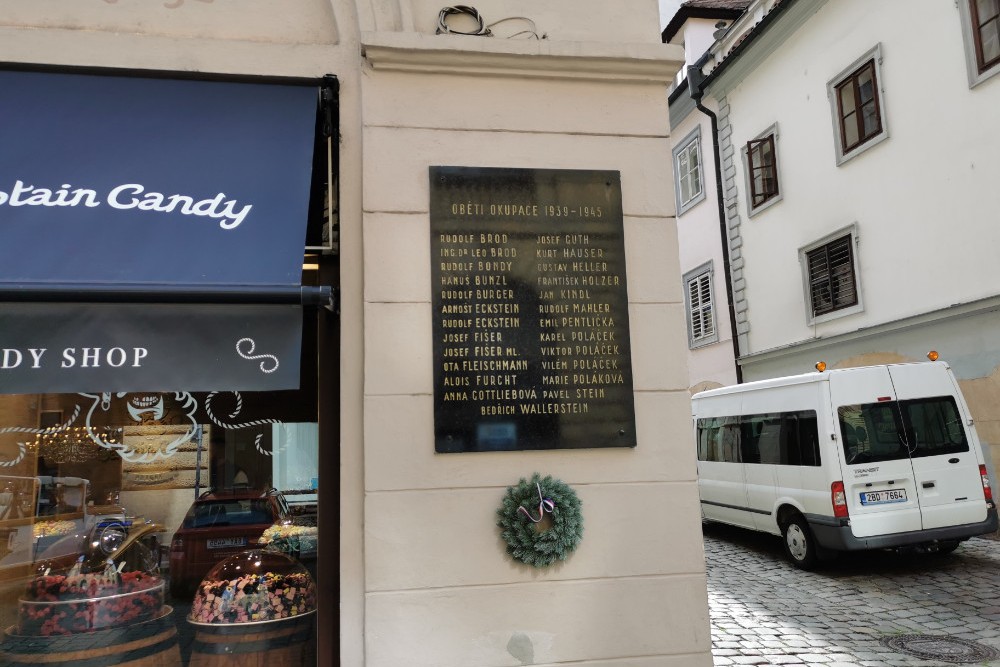 tain Candy
DY SHOP
OBĚTI OKUPACE 1939–1945
RUDOLF BROD
ING. DR LEO BROD
RUDOLF BONDY
HANUŠ BUNZL
RUDOLF BURGER
ARNOŠT ECKSTEIN
RUDOLF ECKSTEIN
JOSEF FIŠER
JOSEF FIŠER ML.
OTA FLEISCHMANN
ALOIS FURCHT
ANNA GOTTLIEBOVÁ
JOSEF GUTH
KURT HAUSER
GUSTAV HELLER
FRANTIŠEK HOLZER
JAN KINDL
RUDOLF MAHLER
EMIL PENTLIČKA
KAREL POLÁČEK
VIKTOR POLÁČEK
VILÉM POLÁČEK
MARIE POLÁKOVÁ
PAVEL STEIN
BEDŘICH WALLERSTEIN
TRANSIT
2BD 7664